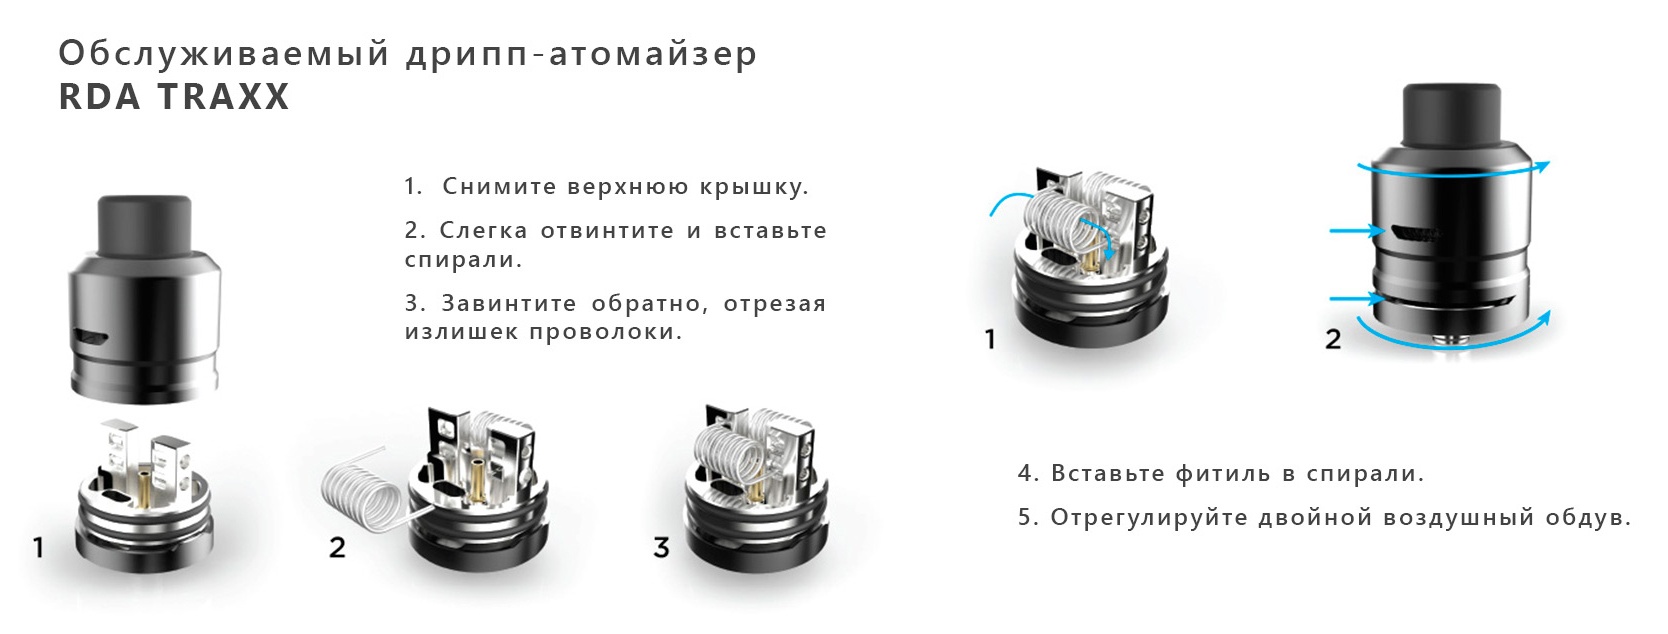 Обслуживаемый дрипп-атомайзер
RDA TRAXX
1. Снимите верхнюю крышку.
2. Слегка отвинтите и вставьте
спирали.
3. Завинтите обратно, отрезая
излишек проволоки.
1
2
3
1
2
4. Вставьте фитиль в спирали.
5. Отрегулируйте двойной воздушный обдув.